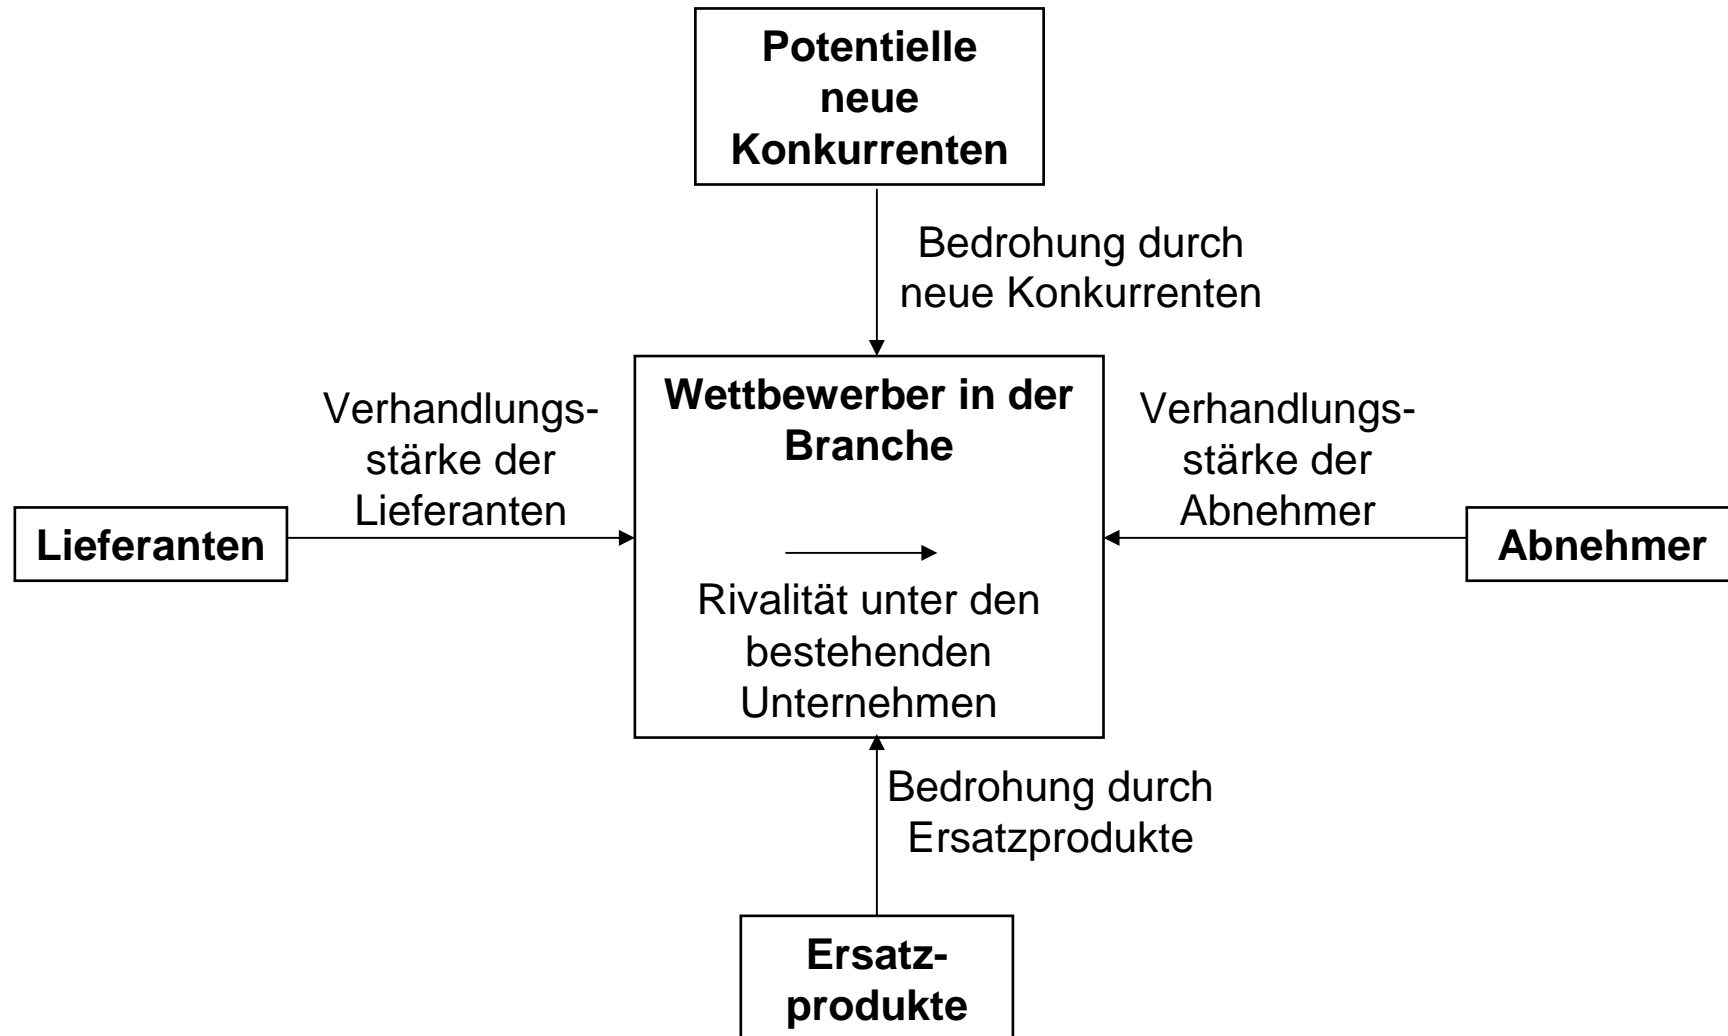 Potentielle
neue
Konkurrenten
Bedrohung durch
neue Konkurrenten
Verhandlungs-
stärke der
Lieferanten
Lieferanten
Wettbewerber in der
Branche
Rivalität unter den
bestehenden
Unternehmen
Verhandlungs-
stärke der
Abnehmer
Abnehmer
Bedrohung durch
Ersatzprodukte
Ersatz-
produkte